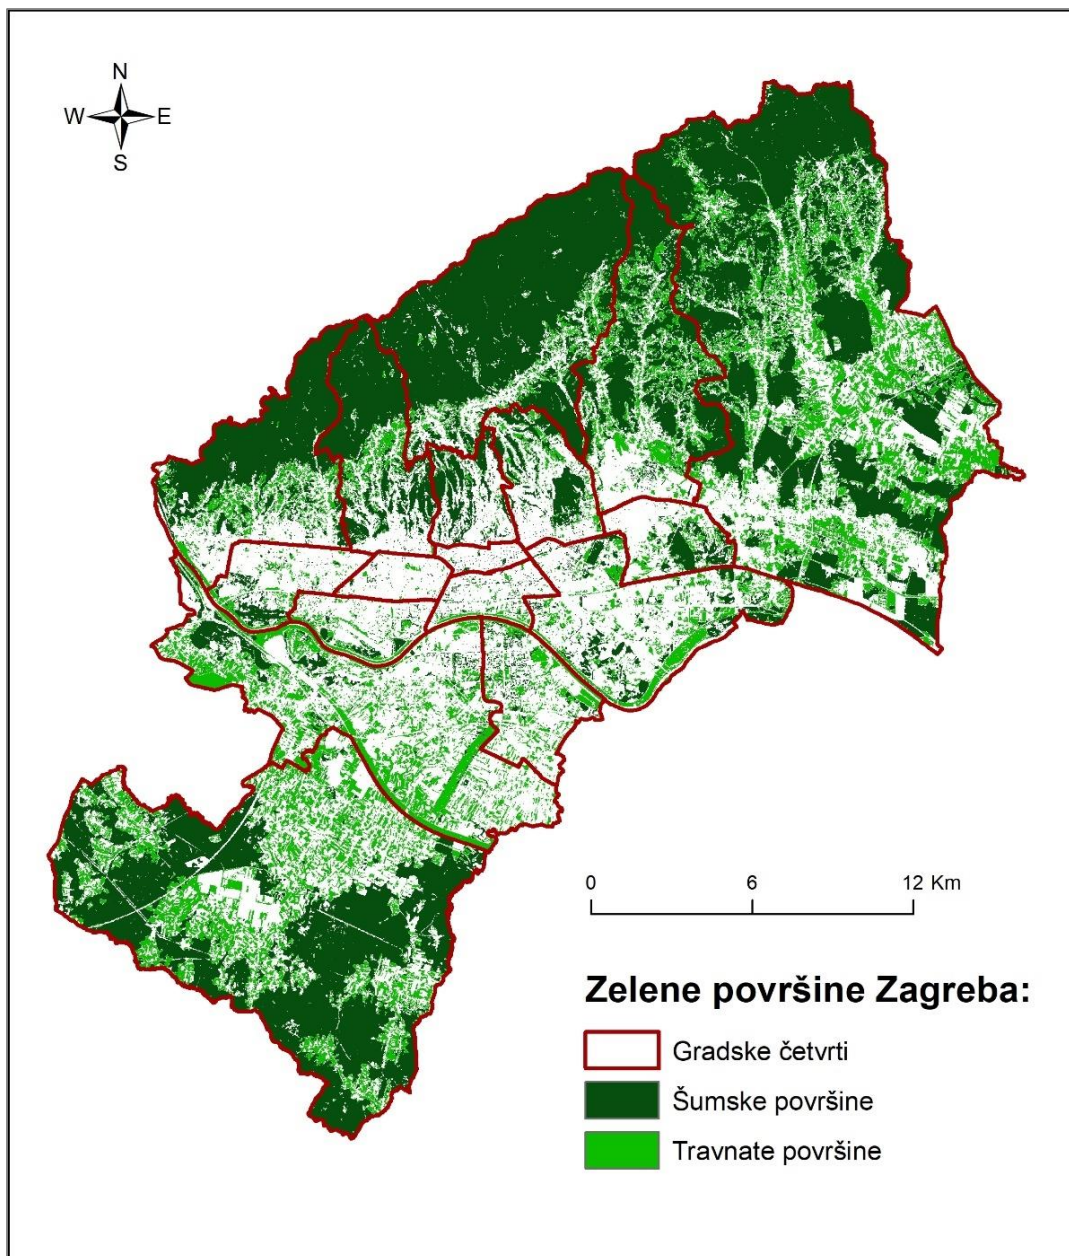 N
W E
S
0 6 12 Km
Zelene površine Zagreba:
Gradske četvrti
Šumske površine
Travnate površine